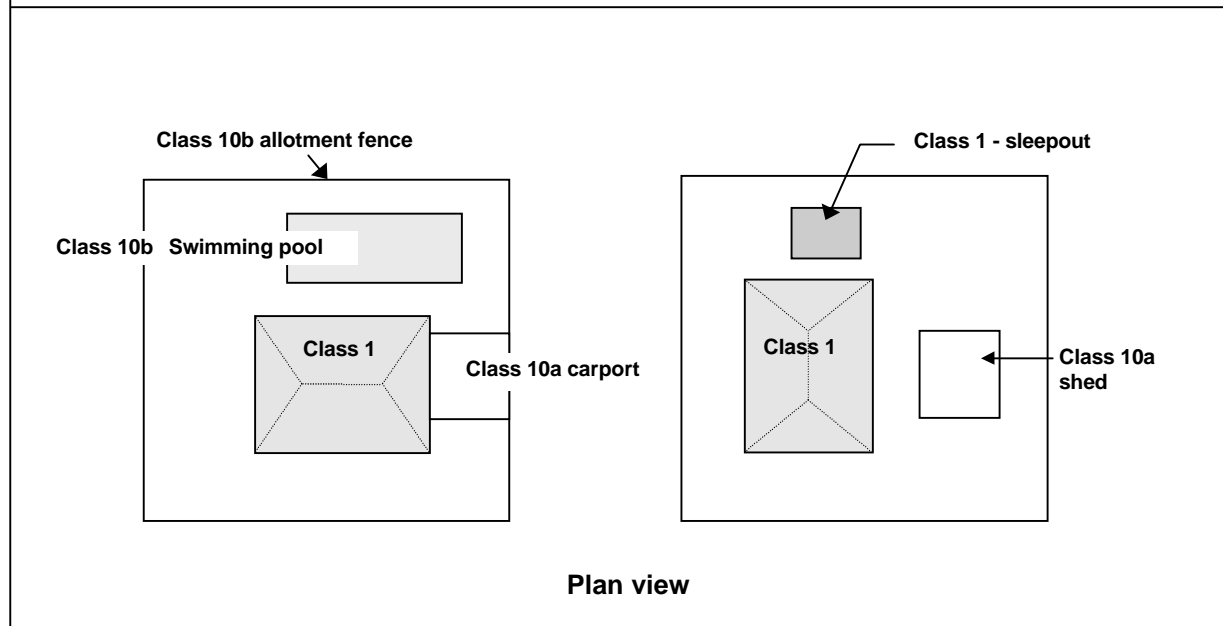 Class 10b allotment fence
Class 10b Swimming pool
Class 1
Class 10a carport
Class 1 - sleepout
Class 1
Class 10a
shed
Plan view